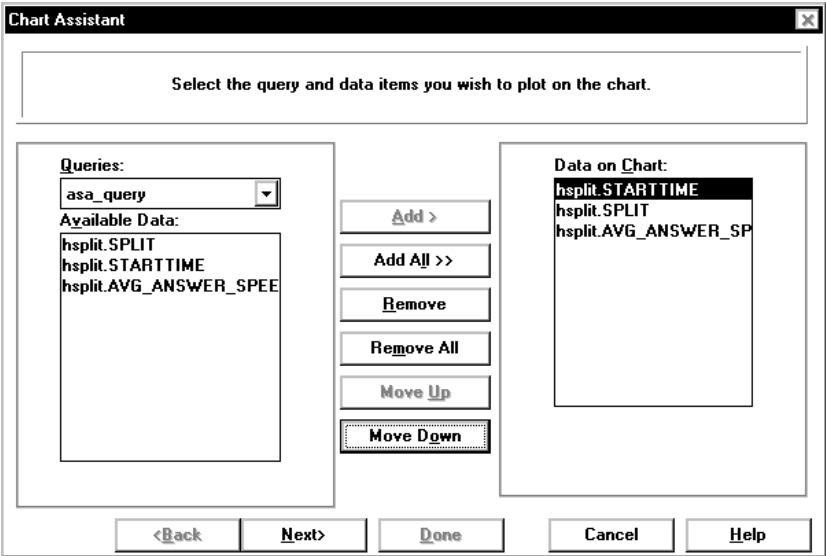 Chart Assistant
Select the query and data items you wish to plot on the chart.
Queries:
asa_query
Available Data:
hsplit.SPLIT
hsplit.STARTTIME
hsplit.AVG_ANSWER_SPEE
Add >
Add All >>
Remove
Remove All
Move Up
Move Down
Data on Chart:
hsplit.STARTTIME
hsplit.SPLIT
hsplit.AVG_ANSWER_SP
<Back
Next>
Done
Cancel
Help